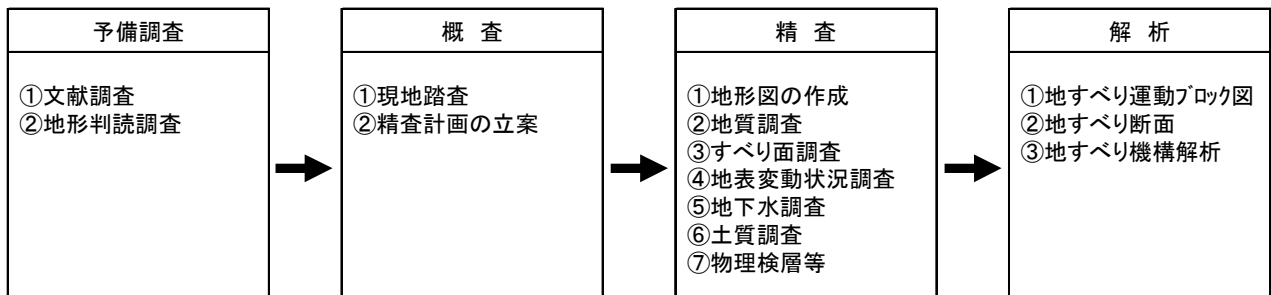 予備調査
①文献調査
②地形判読調査
概 査
①現地踏査
②精査計画の立案
精 査
①地形図の作成
②地質調査
③すべり面調査
④地表変動状況調査
⑤地下水調査
⑥土質調査
⑦物理検層等
解 析
①地すべり運動ﾌﾞﾛｯｸ図
②地すべり断面
③地すべり機構解析